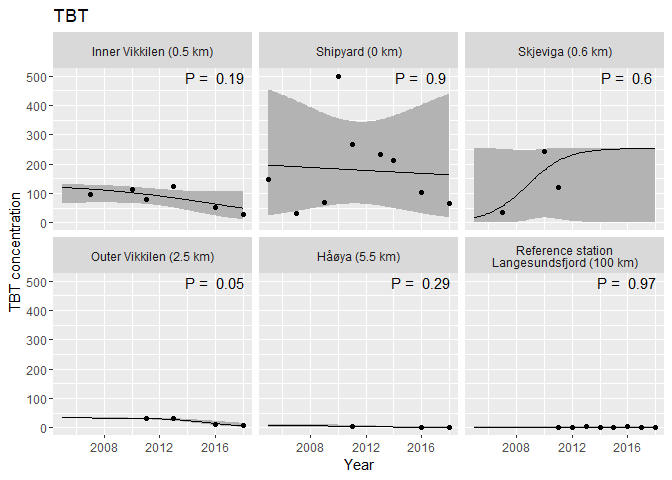 TBT
Inner Vikkilen (0.5 km)
Shipyard (0 km)
Skjeviga (0.6 km)
P = 0.19
P = 0.9
P = 0.6
500
400
300
200
100
0
Outer Vikkilen (2.5 km)
Håøya (5.5 km)
Reference station
Langesundsfjord (100 km)
P = 0.05
P = 0.29
P = 0.97
500
400
300
200
100
0
2008
2012
2016
2008
2012
2016
2008
2012
2016
TBT concentration
Year